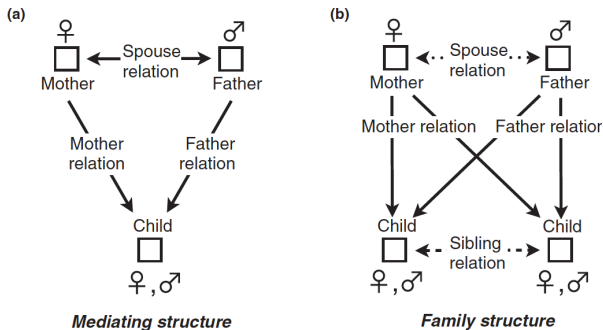 (a)
♀ ♂
Spouse
relation
Mother Father
Mother
relation
Father
relation
Child
♀,♂
Mediating structure
(b)
♀ ♂
Spouse
relation
Mother Father
Mother relation Father relation
Child Child
Sibling
relation
♀,♂ ♀,♂
Family structure